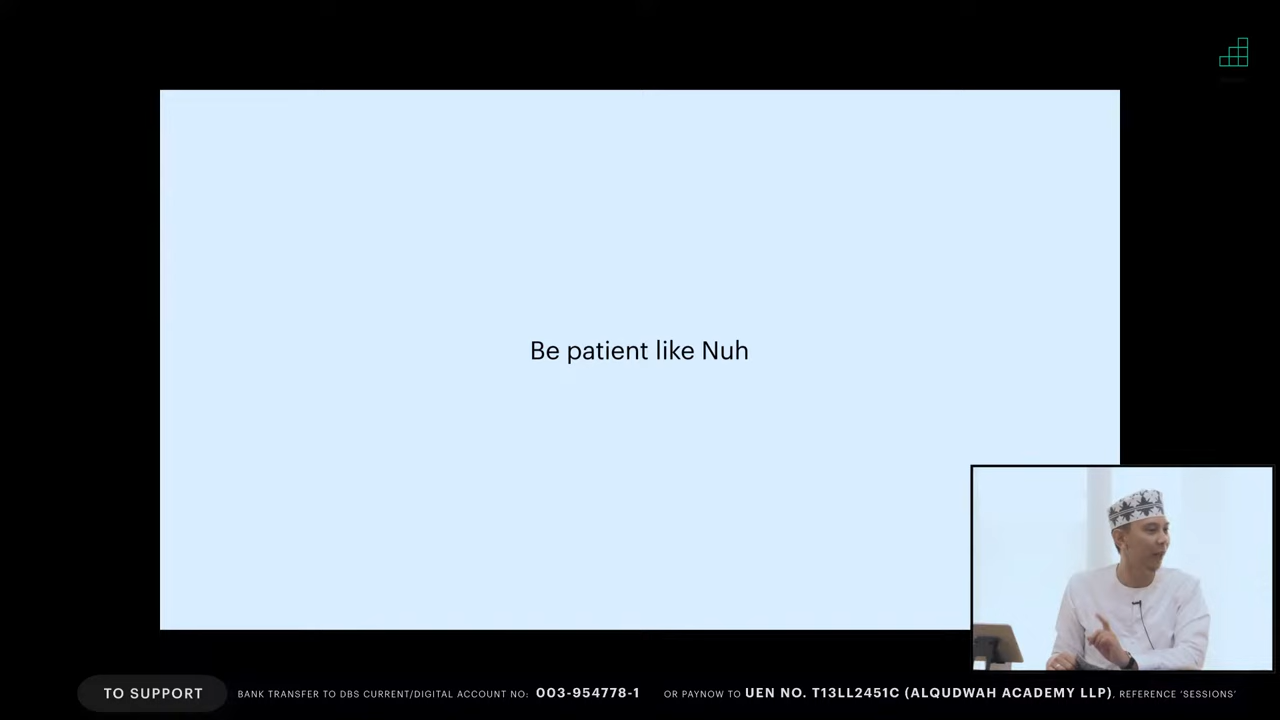 Be patient like Nuh
TO SUPPORT BANK TRANSFER TO DBS CURRENT/DIGITAL ACCOUNT NO: 003-954778-1 OR PAYNOW TO UEN NO. T13LL2451C (ALQUDWAH ACADEMY LLP), REFERENCE ‘SESSIONS’